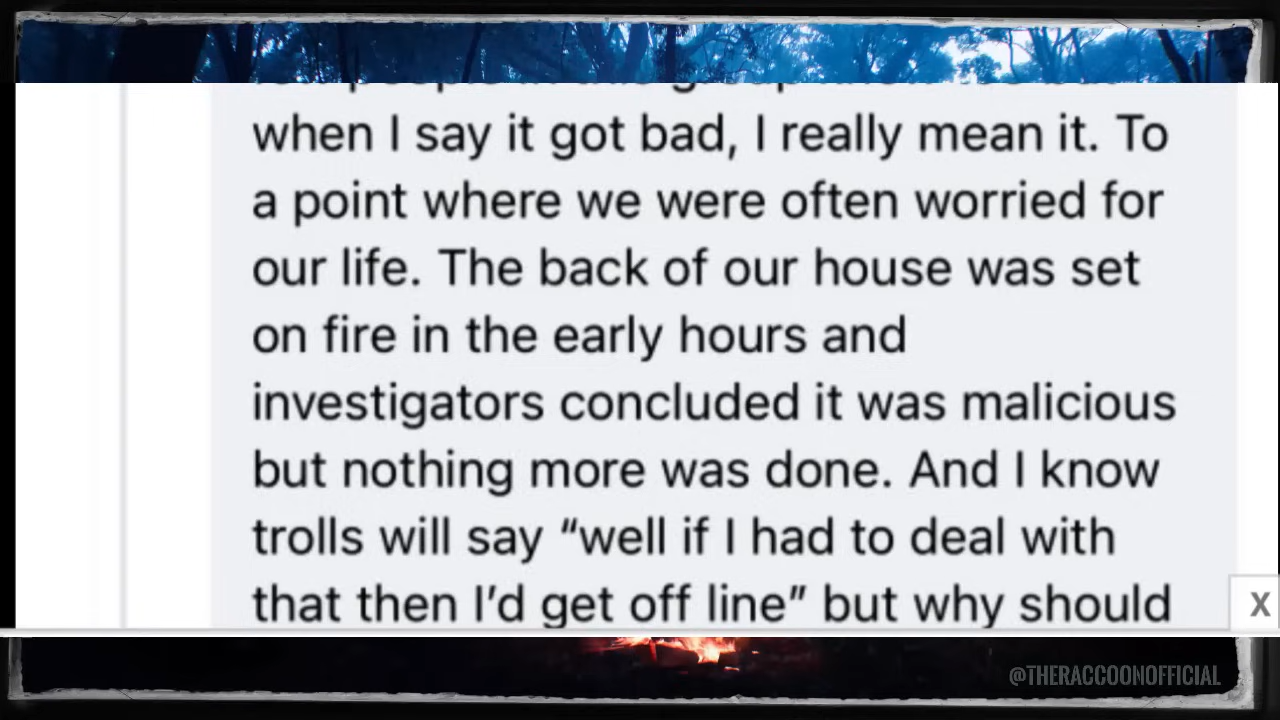 when I say it got bad, I really mean it. To
a point where we were often worried for
our life. The back of our house was set
on fire in the early hours and
investigators concluded it was malicious
but nothing more was done. And I know
trolls will say “well if I had to deal with
that then I’d get off line” but why should
X
@THERACCOONOFFICIAL